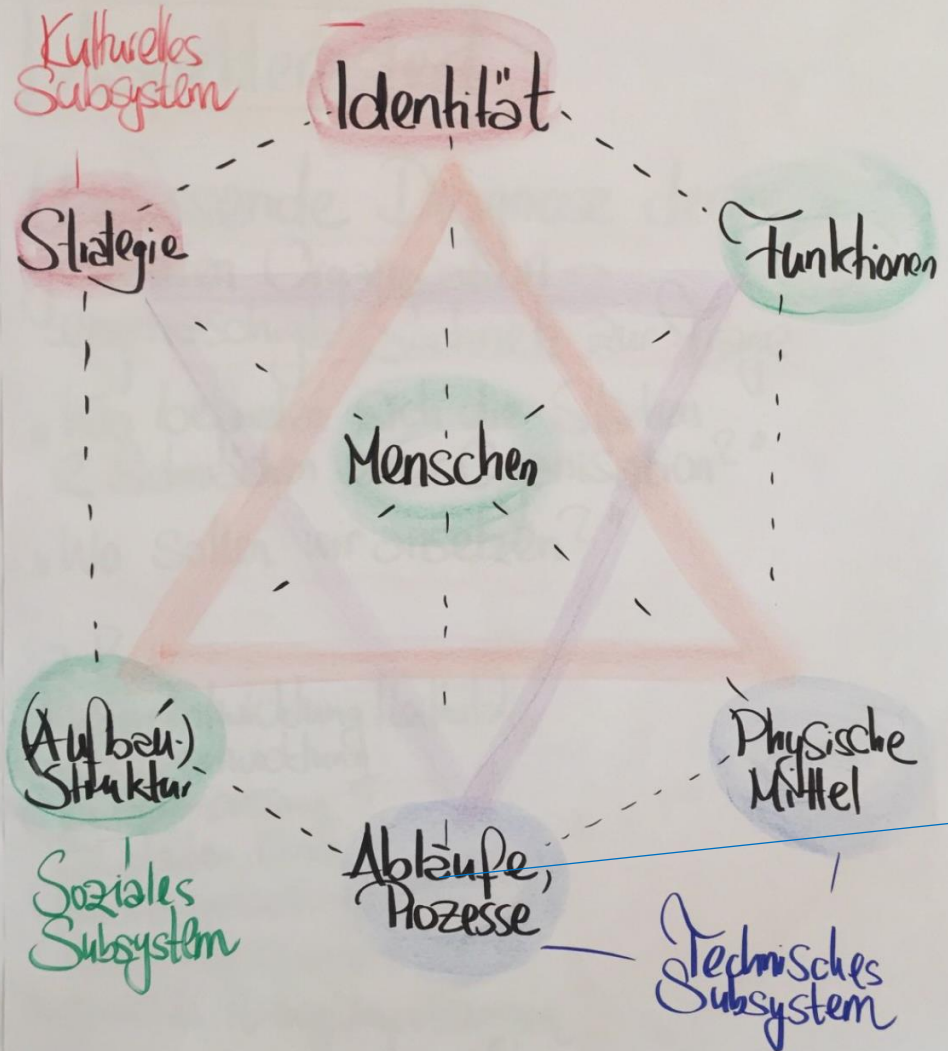 Kulturelles
Subsystem
Identität
Strategie
Funktionen
Menschen
(Aufbau-)
Struktur
Physische
Mittel
Abläufe,
Prozesse
Soziales
Subsystem
Technisches
Subsystem